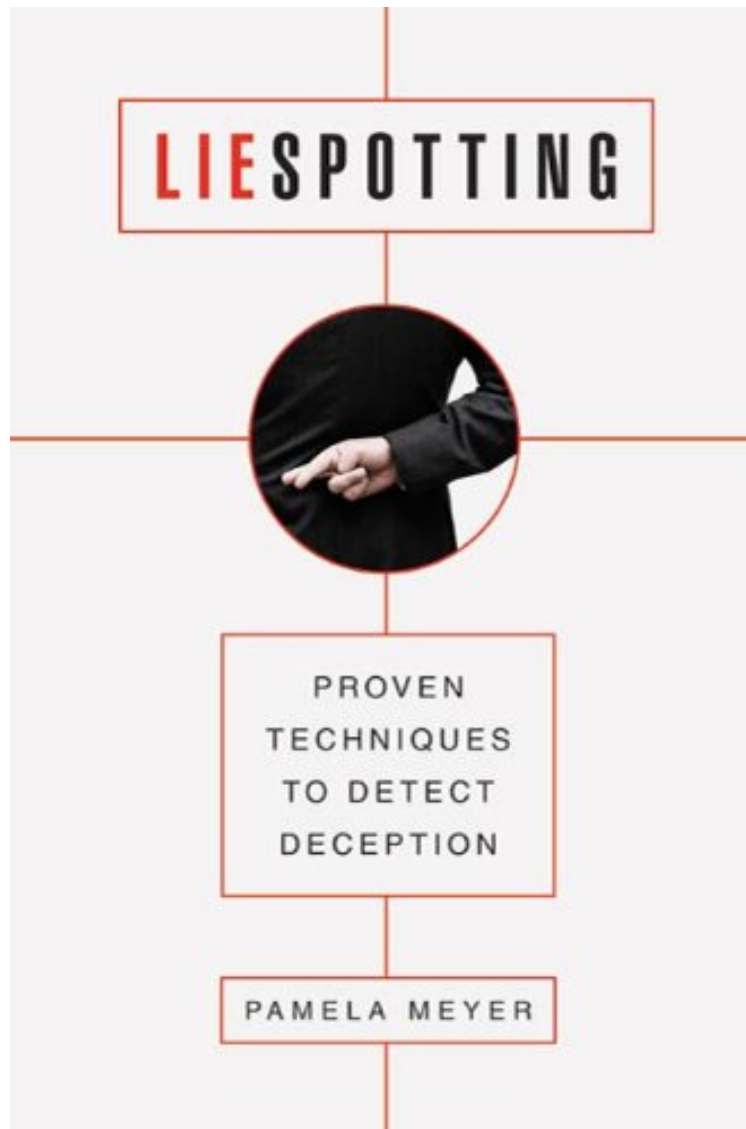 LIESPOTTING
PROVEN
TECHNIQUES
TO DETECT
DECEPTION
PAMELA MEYER